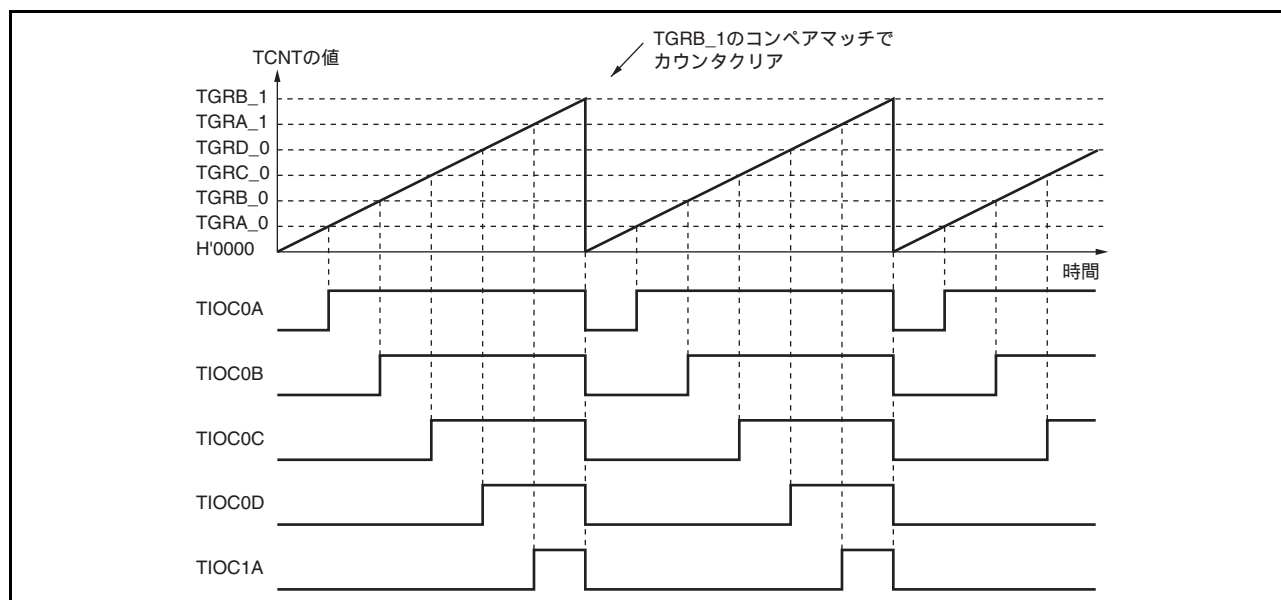 TGRB_1のコンペアマッチで
カウンタクリア
TCNTの値
TGRB_1
TGRA_1
TGRD_0
TGRC_0
TGRB_0
TGRA_0
H'0000
時間
TIOC0A
TIOC0B
TIOC0C
TIOC0D
TIOC1A